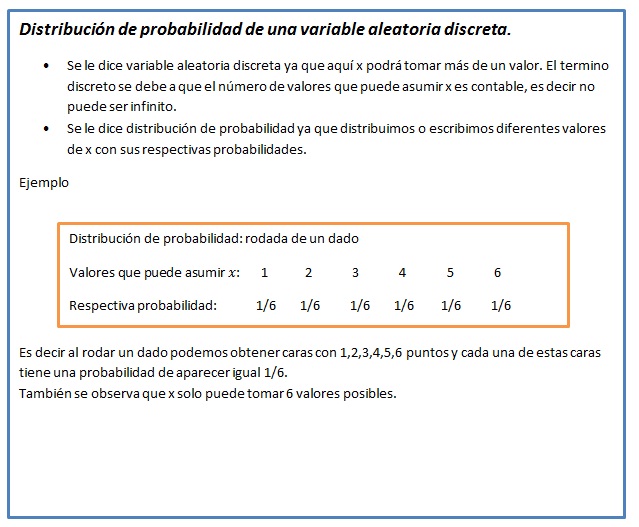 Distribución de probabilidad de una variable aleatoria discreta.
• Se le dice variable aleatoria discreta ya que aquí x podrá tomar más de un valor. El termino
discreto se debe a que el número de valores que puede asumir x es contable, es decir no
puede ser infinito.
• Se le dice distribución de probabilidad ya que distribuimos o escribimos diferentes valores
de x con sus respectivas probabilidades.
Ejemplo
Distribución de probabilidad: rodada de un dado
Valores que puede asumir x: 1 2 3 4 5 6
Respectiva probabilidad: 1/6 1/6 1/6 1/6 1/6 1/6
Es decir al rodar un dado podemos obtener caras con 1,2,3,4,5,6 puntos y cada una de estas caras
tiene una probabilidad de aparecer igual 1/6.
También se observa que x solo puede tomar 6 valores posibles.